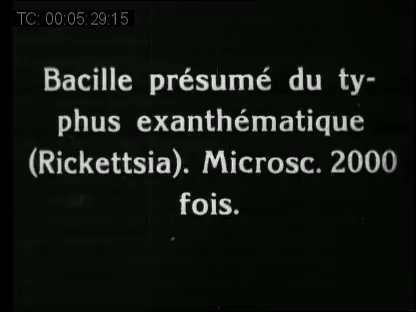 TC: 00:05:29:15
Bacille présumé du ty-
phus exanthématique
(Rickettsia). Microsc. 2000
fois.